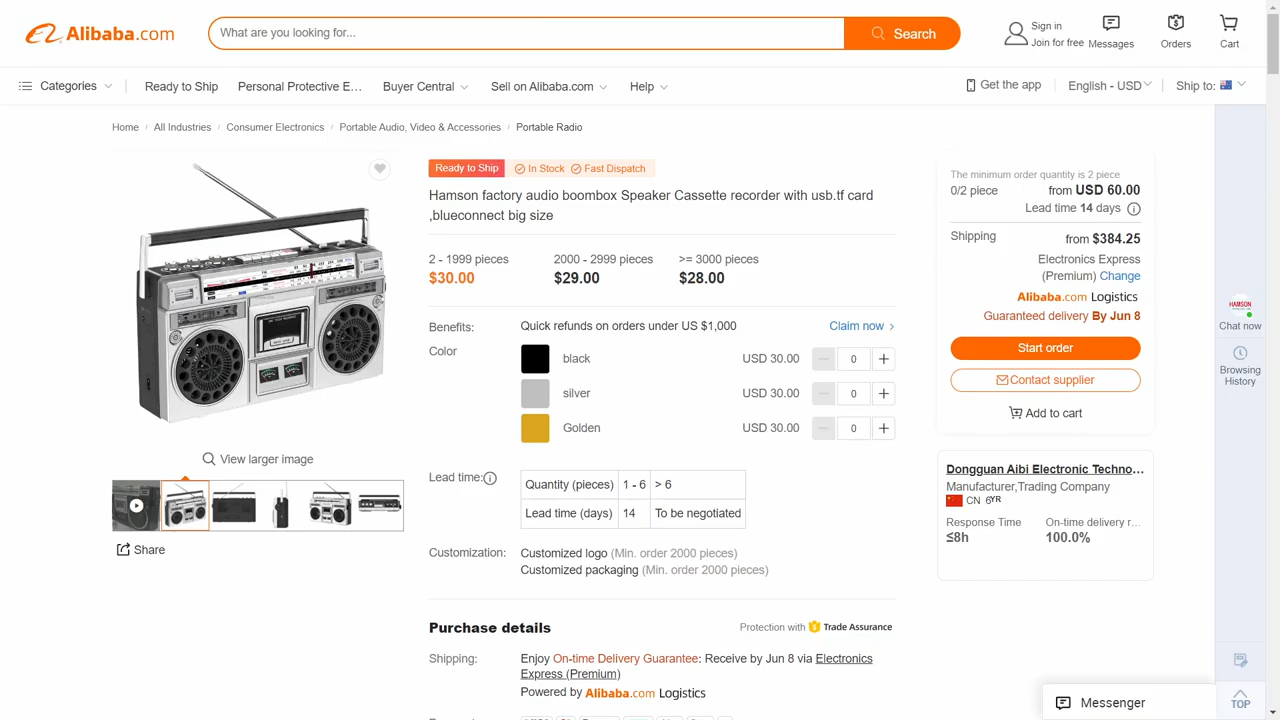 Alibaba.com
What are you looking for...
Search
Sign in
Join for free
Messages
Orders
Cart
Categories
Ready to Ship
Personal Protective E...
Buyer Central
Sell on Alibaba.com
Help
Get the app
English - USD
Ship to:
Home / All Industries / Consumer Electronics / Portable Audio, Video & Accessories / Portable Radio
Ready to Ship
In Stock
Fast Dispatch
Hamson factory audio boombox Speaker Cassette recorder with usb.tf card
,blueconnect big size
2 - 1999 pieces
2000 - 2999 pieces
>= 3000 pieces
$30.00
$29.00
$28.00
Benefits:
Quick refunds on orders under US $1,000
Claim now
Color
black
USD 30.00
0
silver
USD 30.00
0
Golden
USD 30.00
0
View larger image
Share
Lead time:
Quantity (pieces)
1 - 6
> 6
Lead time (days)
14
To be negotiated
Customization:
Customized logo (Min. order 2000 pieces)
Customized packaging (Min. order 2000 pieces)
Purchase details
Protection with Trade Assurance
Shipping:
Enjoy On-time Delivery Guarantee: Receive by Jun 8 via Electronics
Express (Premium)
Powered by Alibaba.com Logistics
The minimum order quantity is 2 piece
0/2 piece
from USD 60.00
Lead time 14 days
Shipping
from $384.25
Electronics Express
(Premium) Change
Alibaba.com Logistics
Guaranteed delivery By Jun 8
Start order
Contact supplier
Add to cart
Dongguan Aibi Electronic Techno...
Manufacturer,Trading Company
CN 6YR
Response Time
On-time delivery r...
≤8h
100.0%
HAMSON
Chat now
Browsing
History
TOP
Messenger